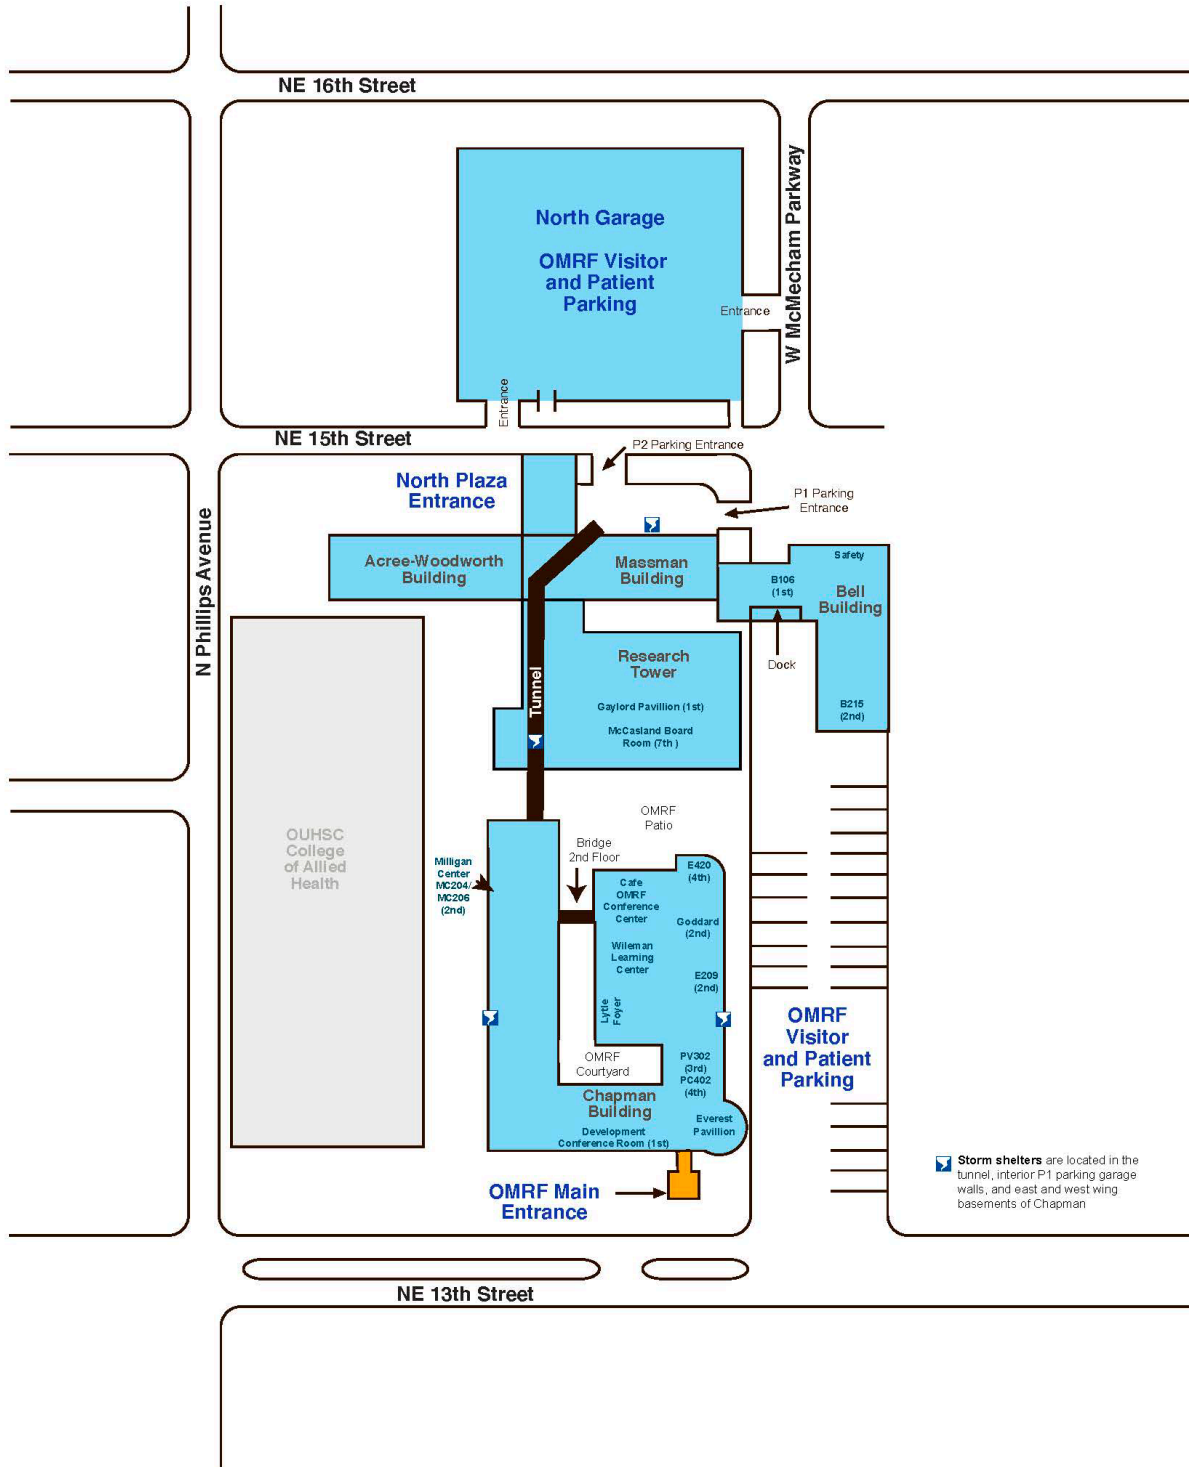 NE 16th Street
W McMecham Parkway
North Garage
OMRF Visitor
and Patient
Parking
Entrance
Entrance
NE 15th Street
P2 Parking Entrance
North Plaza
Entrance
P1 Parking
Entrance
N Phillips Avenue
Acree-Woodworth
Building
Massman
Building
Safety
B106
(1st)
Bell
Building
Dock
Tunnel
Research
Tower
Gaylord Pavilion (1st)
McCasland Board
Room (7th )
B215
(2nd)
OMRF
Patio
OUHSC
College
of Allied
Health
Bridge
2nd Floor
Milligan
Center
MC204/
MC206
(2nd)
E420
(4th)
Cafe
OMRF
Conference
Center
Goddard
(2nd)
Wileman
Learning
Center
E209
(2nd)
Lytle
Foyer
OMRF
Visitor
and Patient
Parking
OMRF
Courtyard
PV302
(3rd)
PC402
(4th)
Chapman
Building
Everest
Pavillion
Development
Conference Room (1st)
OMRF Main
Entrance
Storm shelters are located in the
tunnel, interior P1 parking garage
walls, and east and west wing
basements of Chapman
NE 13th Street